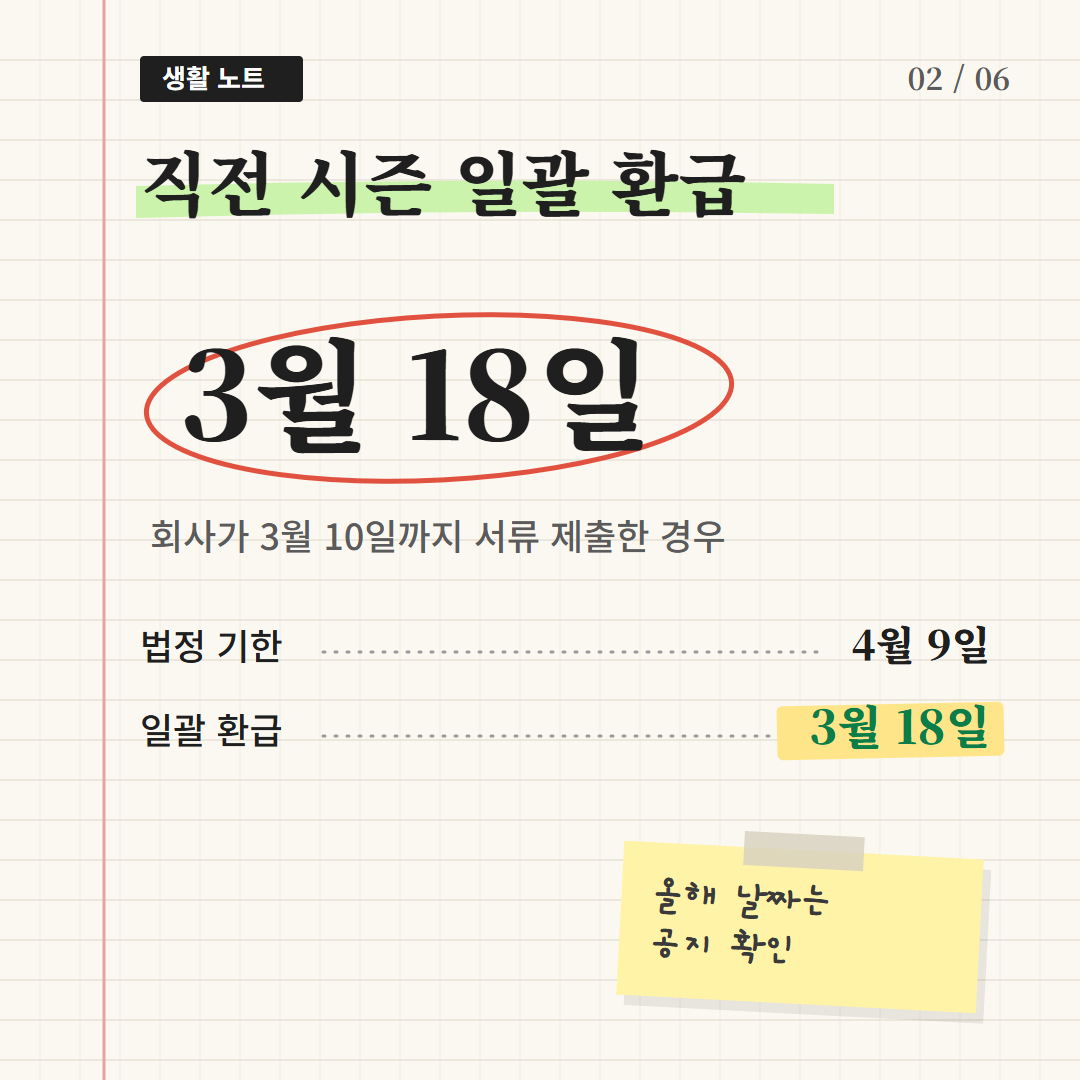 생활 노트
02 / 06
직전 시즌 일괄 환급
3월 18일
회사가 3월 10일까지 서류 제출한 경우
법정 기한 4월 9일
일괄 환급 3월 18일
올해 날짜는
공지 확인